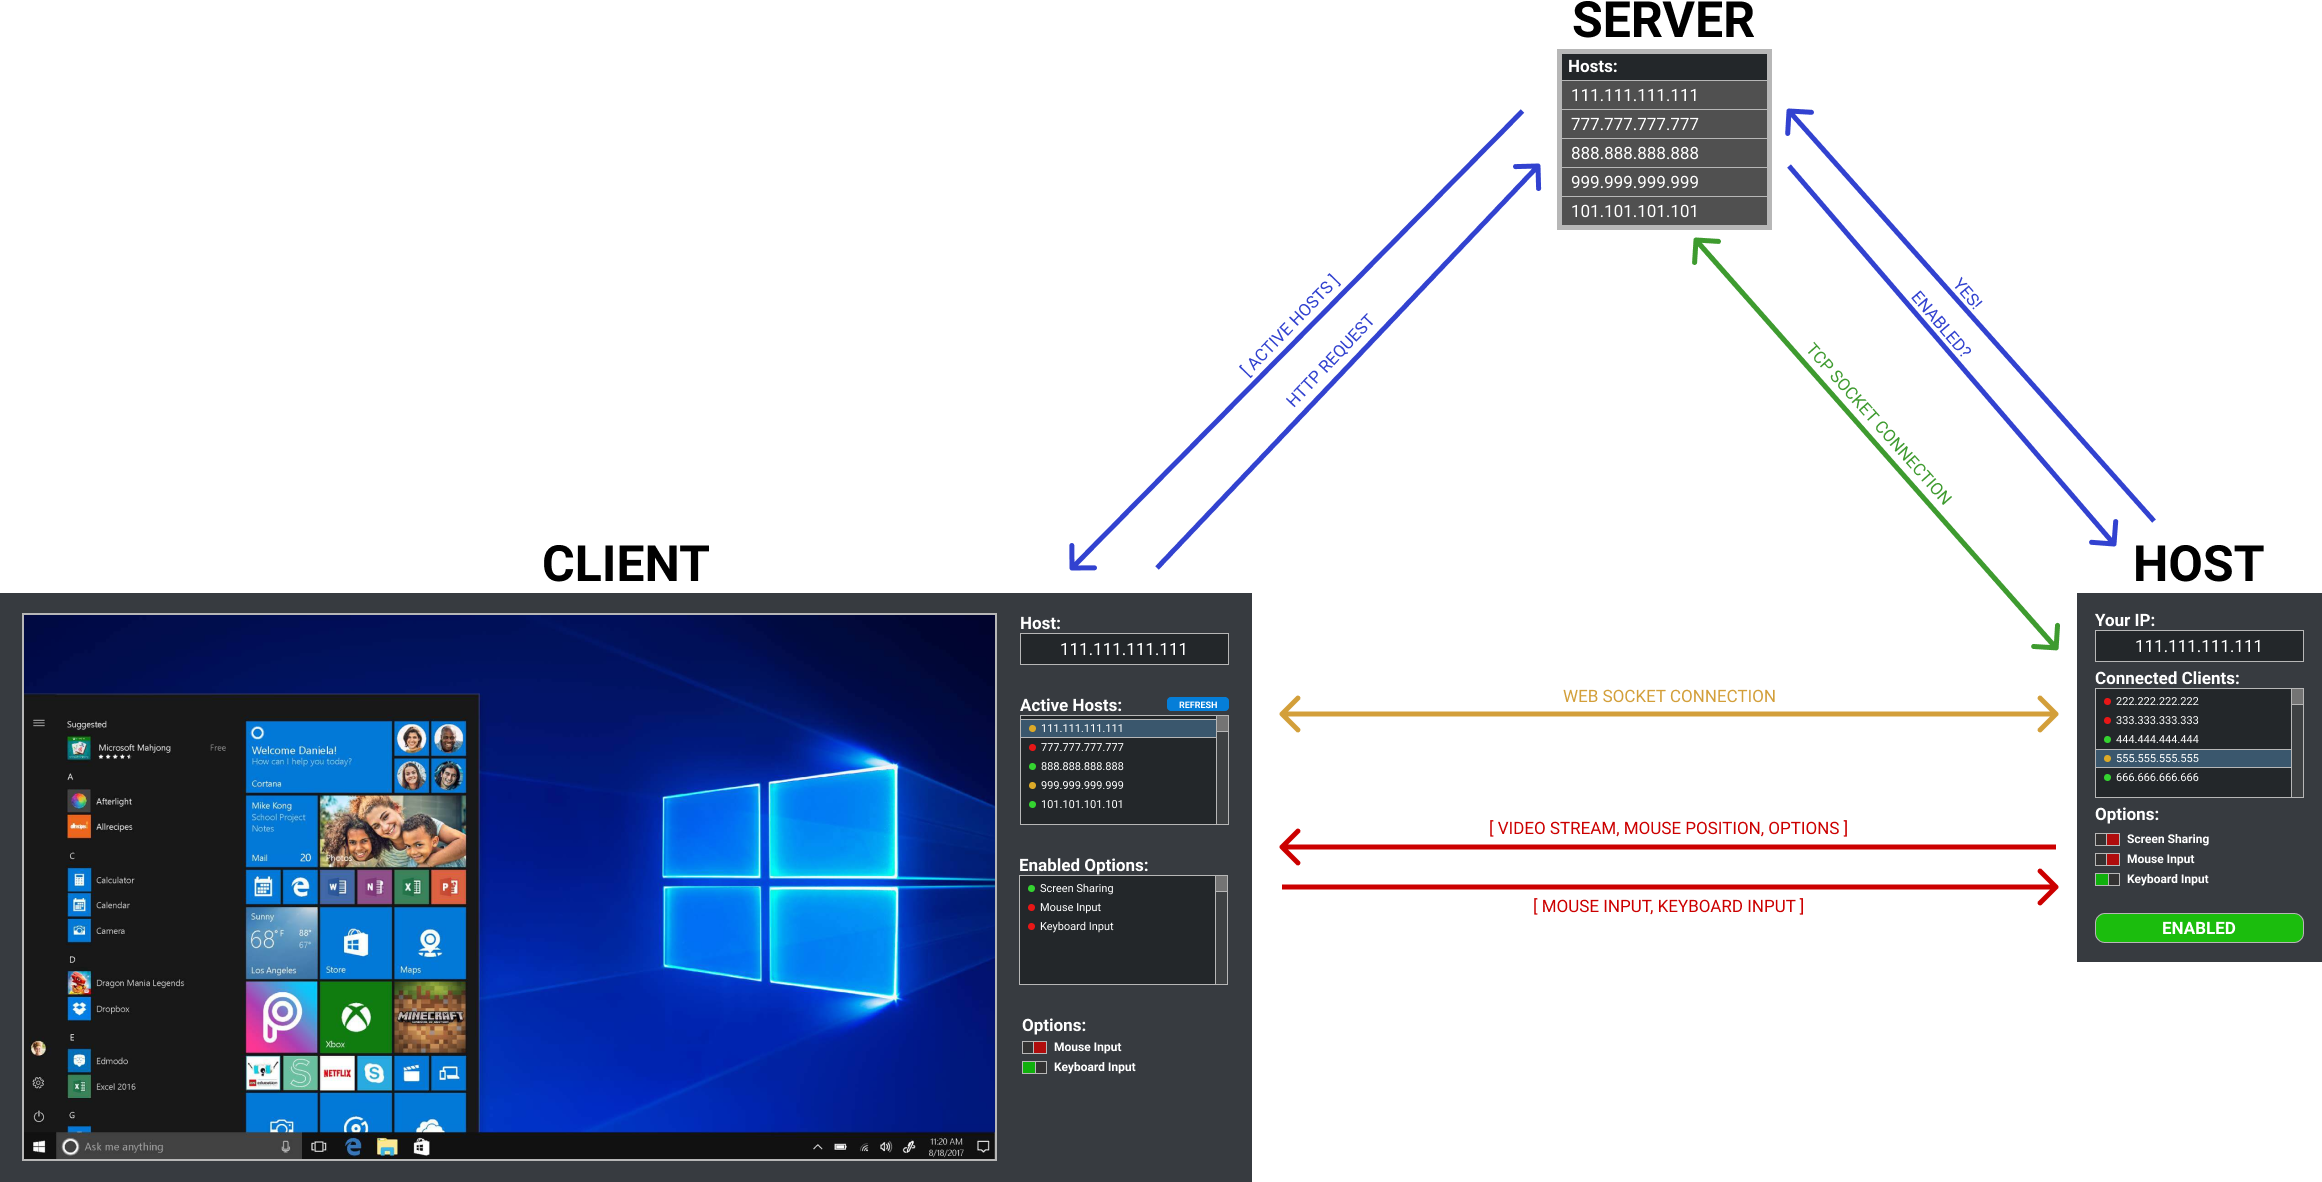 SERVER
Hosts:
111.111.111.111
777.777.777.777
888.888.888.888
999.999.999.999
101.101.101.101
[ ACTIVE HOSTS ]
HTTP REQUEST
YES!
ENABLED?
TCP SOCKET CONNECTION
CLIENT
Suggested
Microsoft Mahjong
Free
A
Afterlight
Allrecipes
C
Calculator
Calendar
Camera
D
Dragon Mania Legends
Dropbox
E
Edmodo
Excel 2016
G
Welcome Daniela!
How can I help you today?
Cortana
Mike Kong
School Project
Notes
Mail 20
Photos
Sunny
68°F 88°
67°
Los Angeles
Store
Maps
Xbox
MINECRAFT
NETFLIX
Ask me anything
11:20 AM
8/18/2017
Host:
111.111.111.111
Active Hosts:
REFRESH
111.111.111.111
777.777.777.777
888.888.888.888
999.999.999.999
101.101.101.101
Enabled Options:
Screen Sharing
Mouse Input
Keyboard Input
Options:
Mouse Input
Keyboard Input
WEB SOCKET CONNECTION
[ VIDEO STREAM, MOUSE POSITION, OPTIONS ]
[ MOUSE INPUT, KEYBOARD INPUT ]
HOST
Your IP:
111.111.111.111
Connected Clients:
222.222.222.222
333.333.333.333
444.444.444.444
555.555.555.555
666.666.666.666
Options:
Screen Sharing
Mouse Input
Keyboard Input
ENABLED